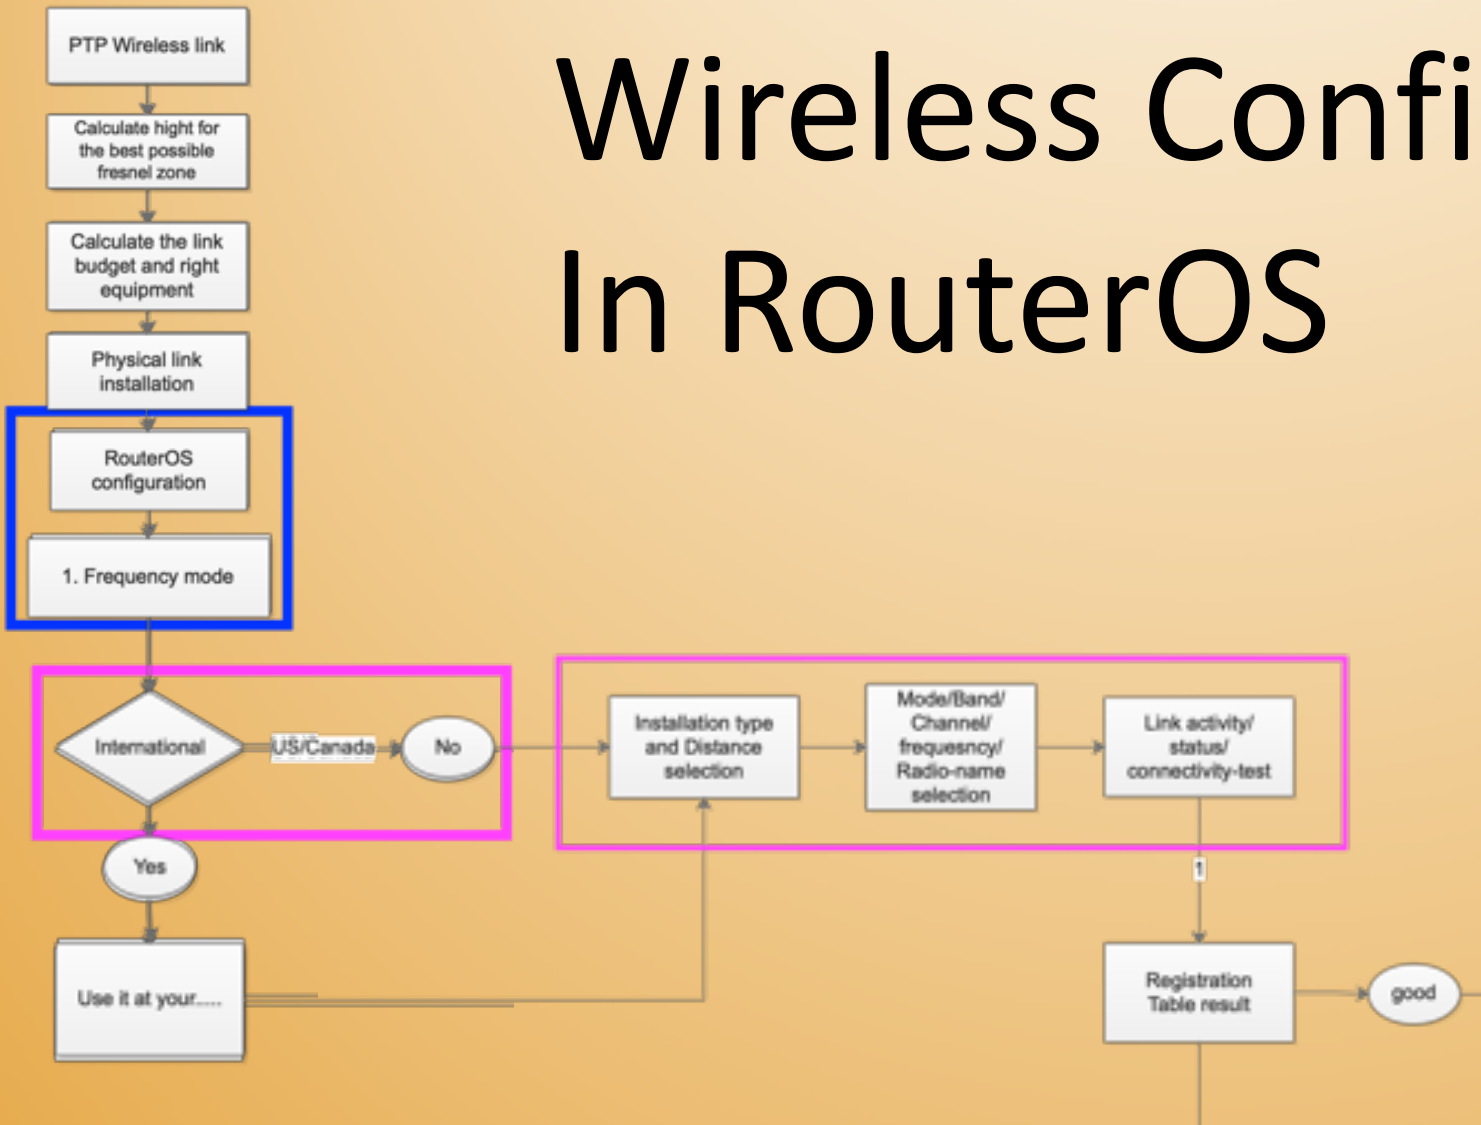 Wireless Confi
In RouterOS
PTP Wireless link
Calculate hight for
the best possible
fresnel zone
Calculate the link
budget and right
equipment
Physical link
installation
RouterOS
configuration
1. Frequency mode
International
US/Canada
No
Yes
Use it at your.....
Installation type
and Distance
selection
Mode/Band/
Channel/
frequesncy/
Radio-name
selection
Link activity/
status/
connectivity-test
1
Registration
Table result
good